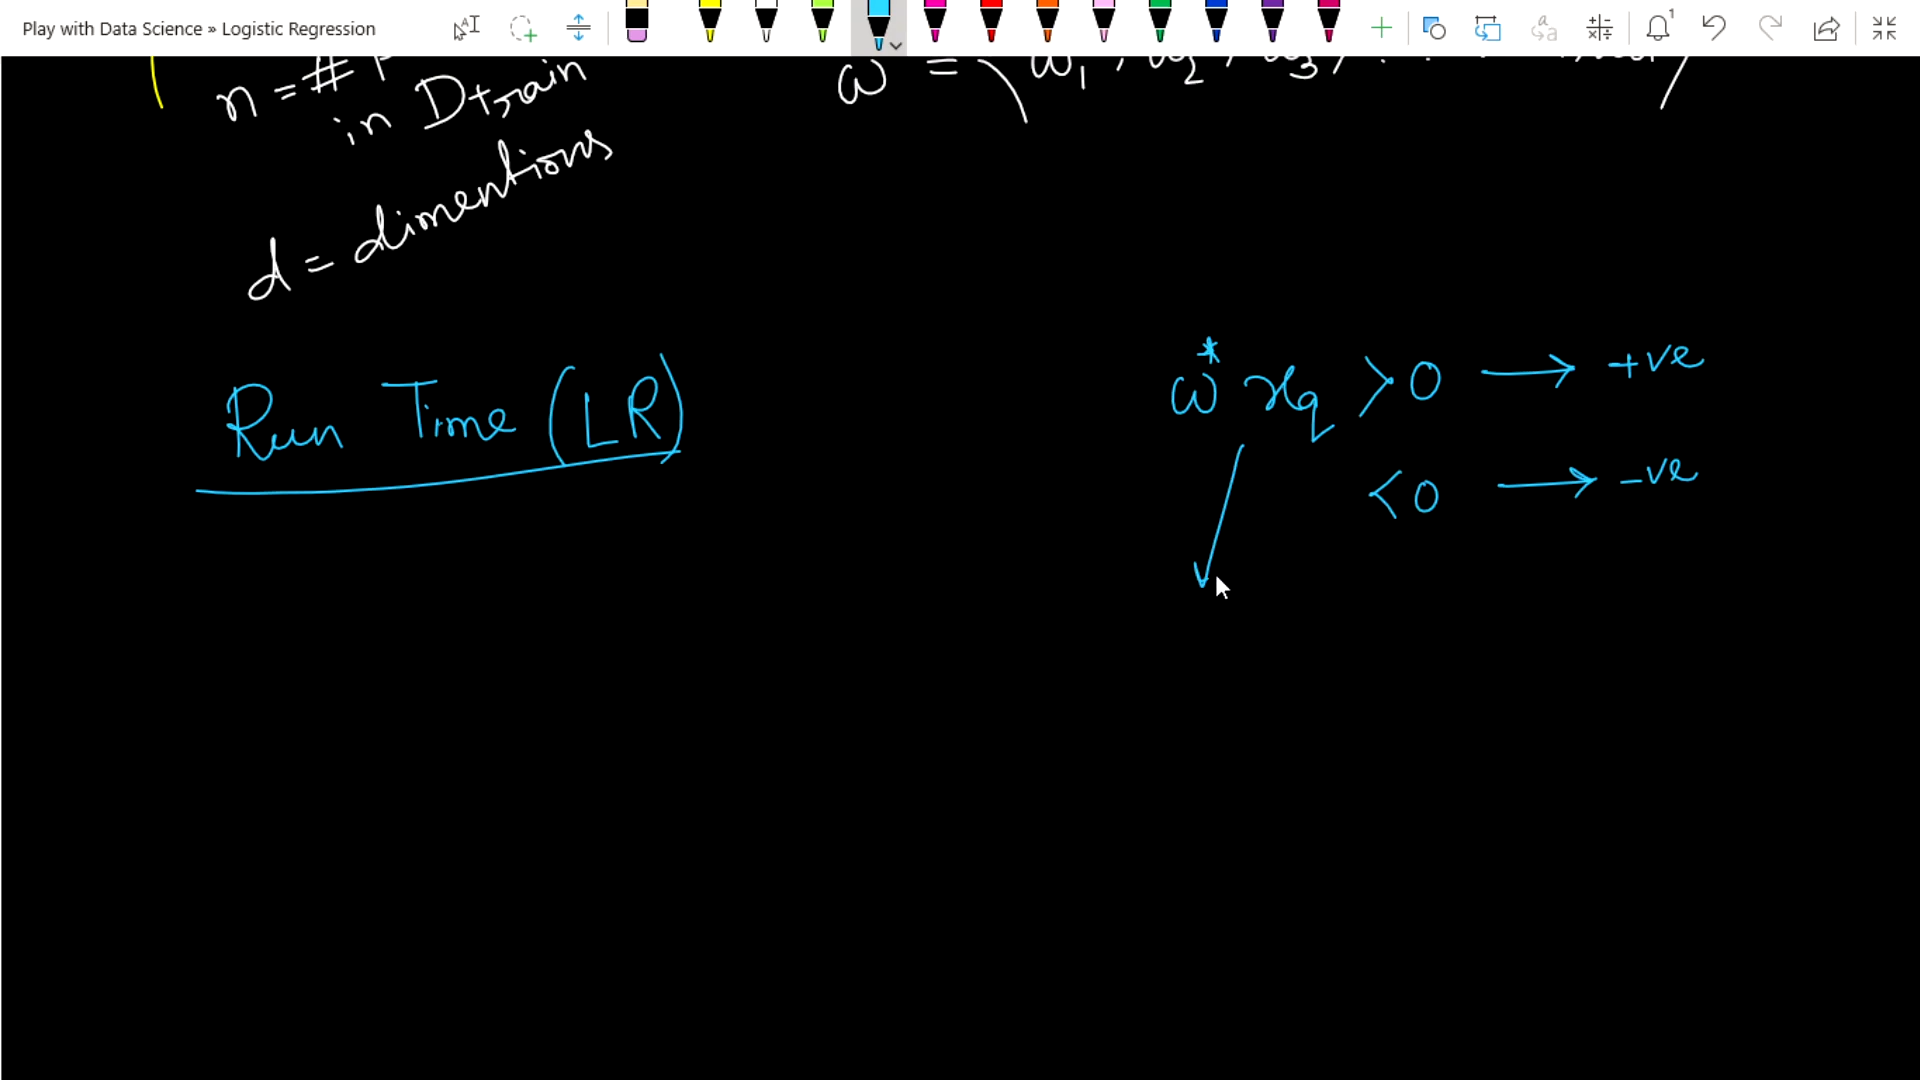 Play with Data Science » Logistic Regression
n = #
in Dtrain
d = dimentions
ω = ω1, ω2, ω3,
Run Time (LR)
ω* xq > 0 → +ve
< 0 → -ve